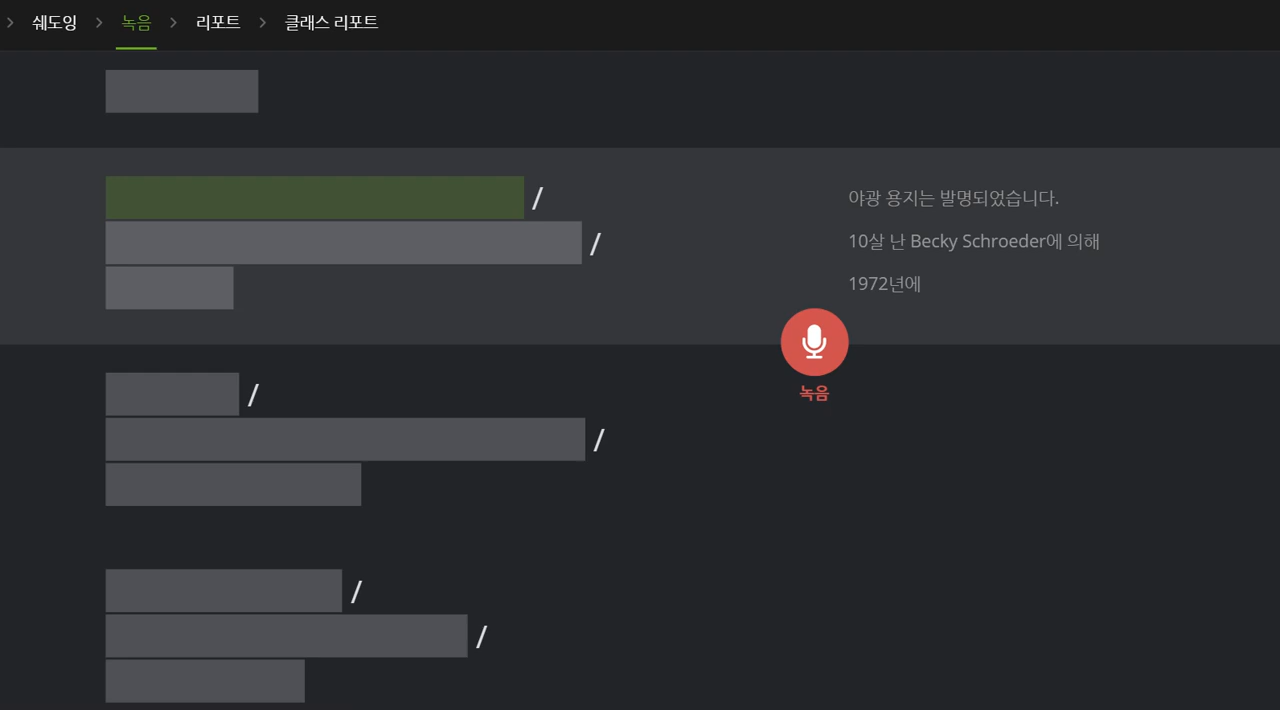 쉐도잉 > 녹음 > 리포트 > 클래스 리포트
/
야광 용지는 발명되었습니다.
/
10살 난 Becky Schroeder에 의해
1972년에
녹음
/
/
/
/